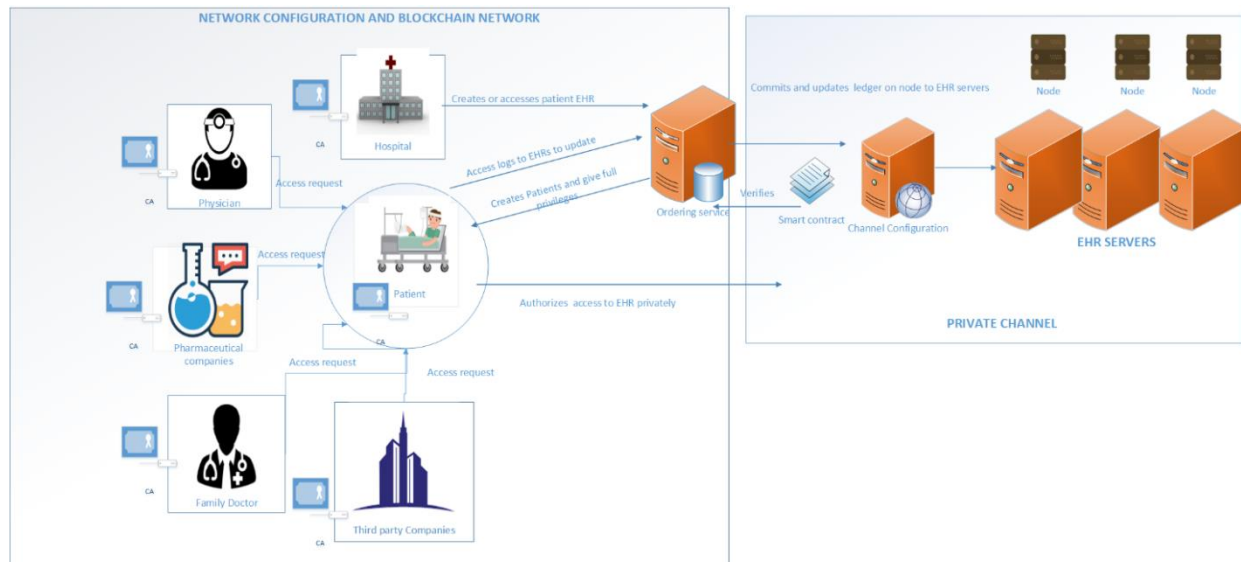 NETWORK CONFIGURATION AND BLOCKCHAIN NETWORK
CA
Hospital
Creates or accesses patient EHR
CA
Physician
Access request
Access logs to EHRs to update
Creates Patients and give full
privileges
Ordering service
CA
Pharmaceutical
companies
Access request
Patient
CA
Authorizes access to EHR privately
Access request
Access request
CA
Family Doctor
CA
Third party Companies
Commits and updates ledger on node to EHR servers
Node
Node
Node
Verifies
Smart contract
Channel Configuration
EHR SERVERS
PRIVATE CHANNEL